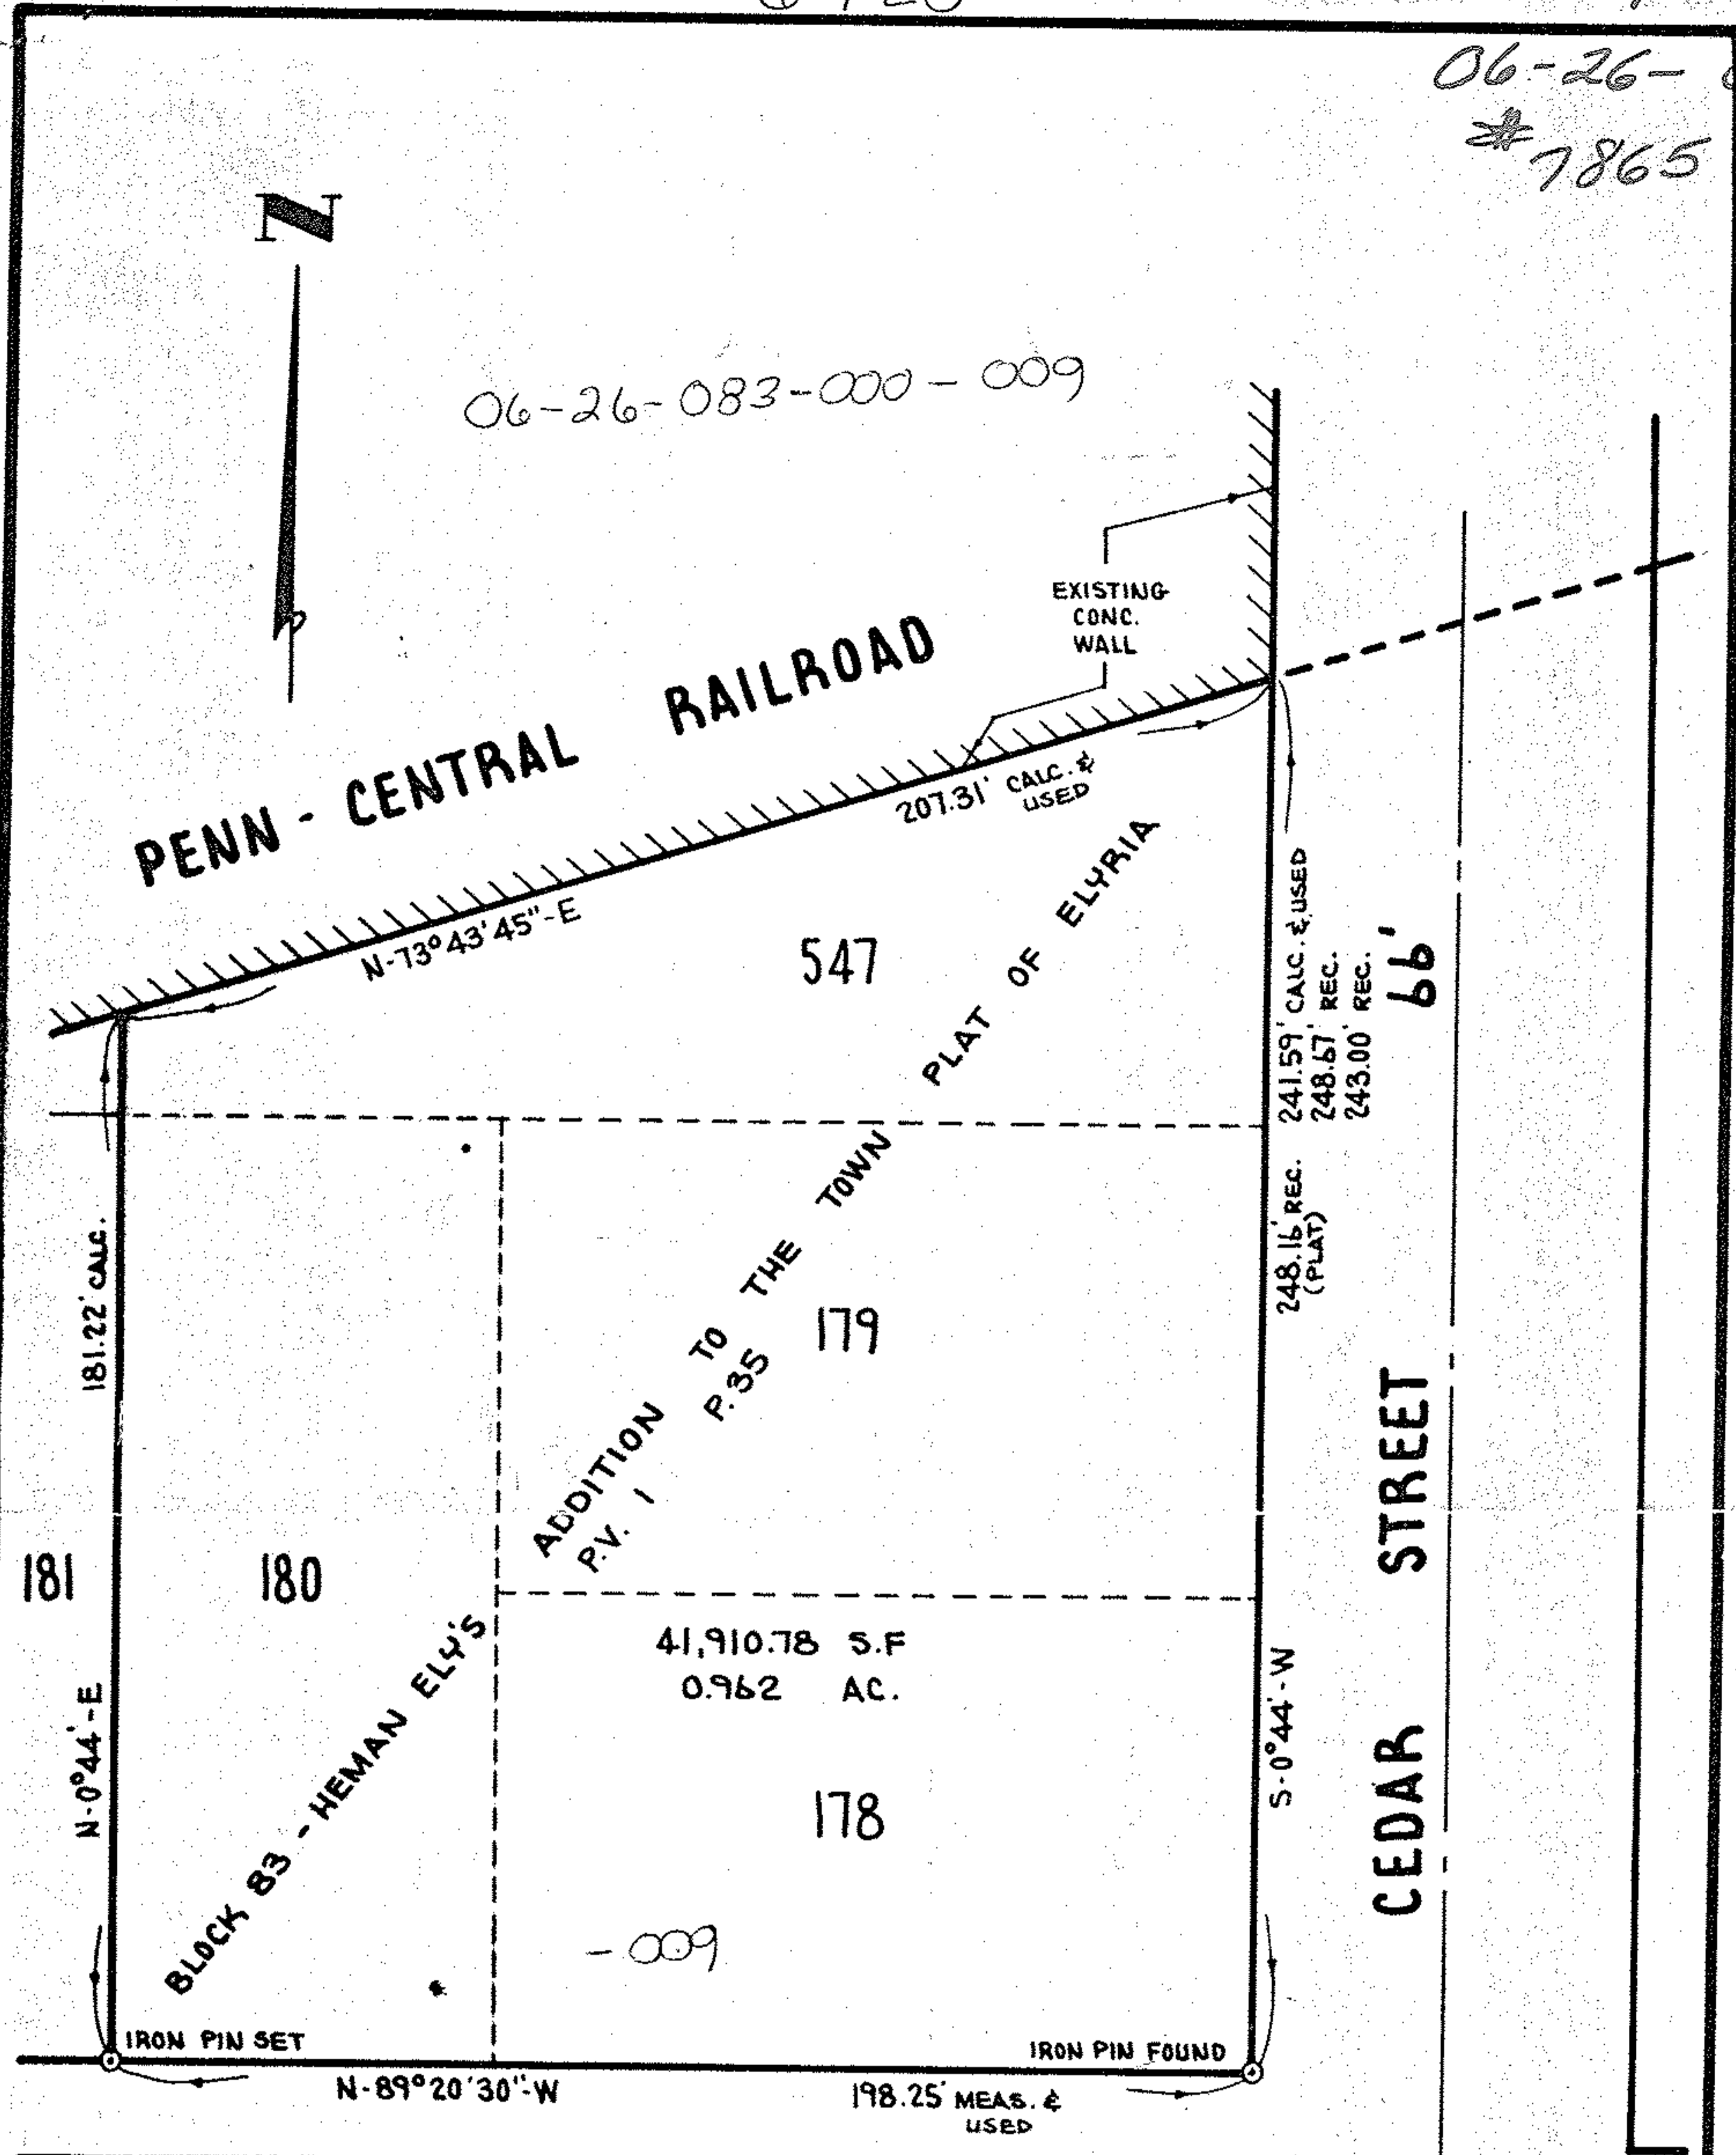 06-26-
# 7865
N
06-26-083-000-009
EXISTING
CONC.
WALL
PENN - CENTRAL RAILROAD
207.31' CALC. &
USED
N-73°43'45"-E
547
241.59' CALC. & USED
248.67' REC.
243.00' REC.
66'
248.16' REC.
(PLAT)
181.22' CALC.
179
181
180
BLOCK 83 - HEMAN ELY'S ADDITION TO THE TOWN PLAT OF ELYRIA
P.V. 1 P. 35
41,910.78 S.F
0.962 AC.
N-0°44'-E
S-0°44'-W
CEDAR STREET
178
-009
IRON PIN SET
IRON PIN FOUND
N-89°20'30"-W
198.25' MEAS. &
USED